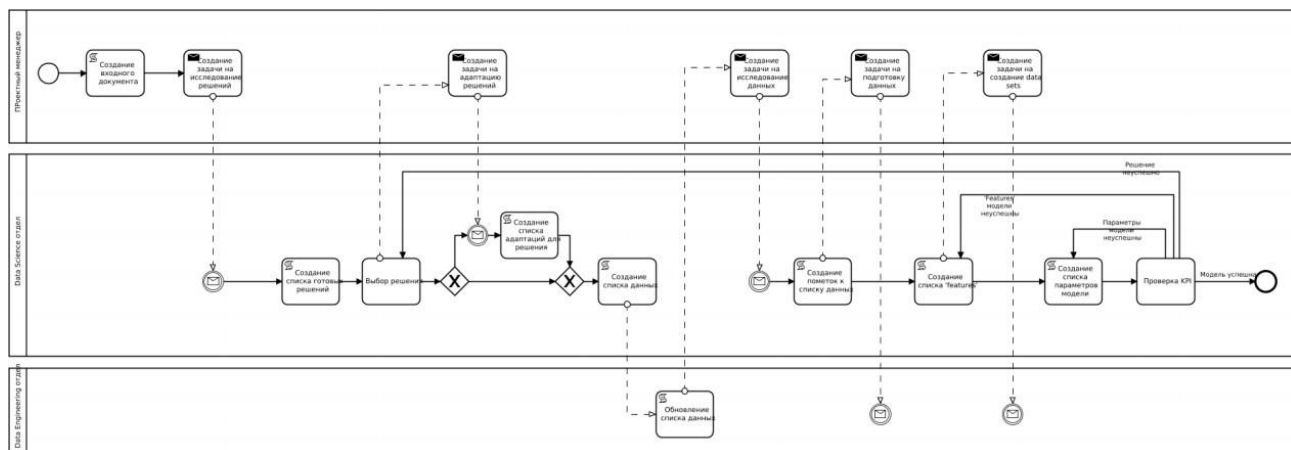 ПРоектный менеджер
Создание
входного
документа
Создание
задачи на
исследование
решений
Создание
задачи на
адаптацию
решений
Создание
задачи на
исследование
данных
Создание
задачи на
подготовку
данных
Создание
задачи на
создание data
sets
Data Science отдел
Решение
неуспешно
'Features'
модели
неуспешны
Параметры
модели
неуспешны
Создание
списка
адаптаций для
решения
Создание
списка готовых
решений
Выбор решения
Создание
списка данных
Создание
пометок к
списку данных
Создание
списка 'features'
Создание
списка
параметров
модели
Проверка KPI
Модель успешна
Data Engineering отдел
Обновление
списка данных